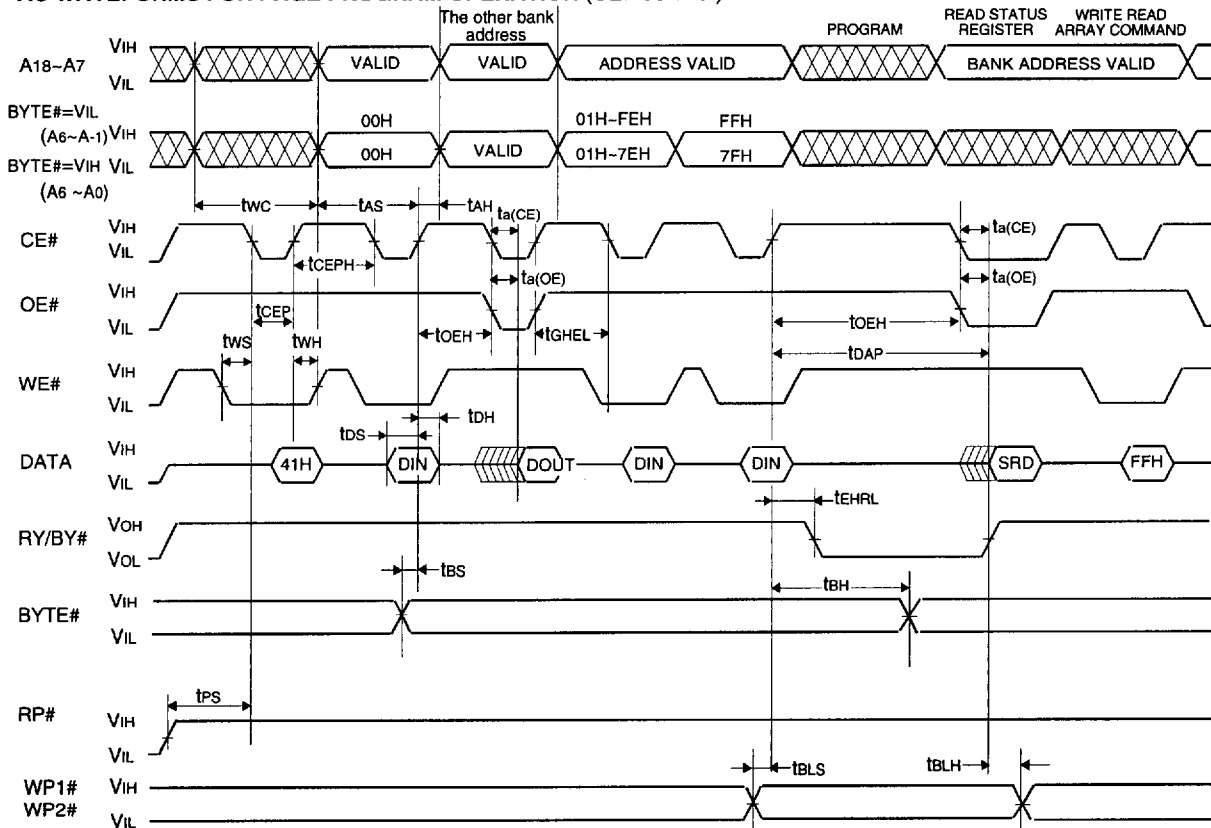 The other bank
address
PROGRAM
READ STATUS
REGISTER
WRITE READ
ARRAY COMMAND
A18~A7
VIH
VIL
VALID
VALID
ADDRESS VALID
BANK ADDRESS VALID
BYTE#=VIL
(A6~A-1)
BYTE#=VIH
(A6 ~A0)
VIH
VIL
00H
00H
VALID
01H~FEH
01H~7EH
FFH
7FH
tWC
tAS
tAH
CE#
VIH
VIL
ta(CE)
ta(CE)
tCEPH
ta(OE)
ta(OE)
OE#
VIH
VIL
tCEP
tOEH
tGHEL
tOEH
tWS
tWH
tDAP
WE#
VIH
VIL
tDS
tDH
DATA
VIH
VIL
41H
DIN
DOUT
DIN
DIN
SRD
FFH
tEHRL
RY/BY#
VOH
VOL
tBS
tBH
BYTE#
VIH
VIL
tPS
RP#
VIH
VIL
tBLS
tBLH
WP1#
WP2#
VIH
VIL